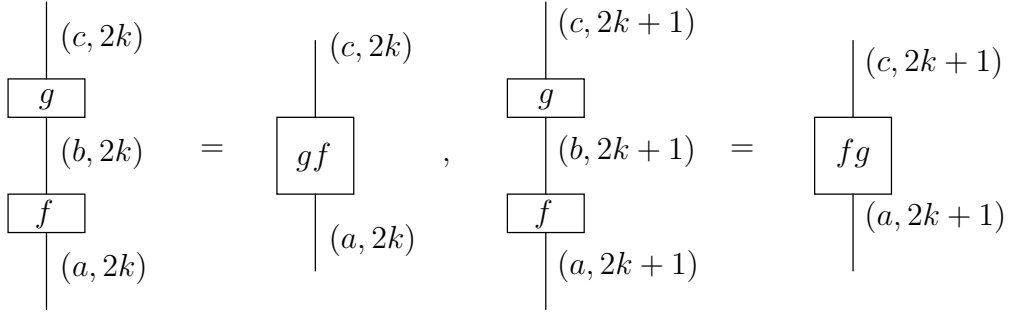 (c, 2k)
g
(b, 2k)
f
(a, 2k)
=
(c, 2k)
gf
(a, 2k)
,
(c, 2k + 1)
g
(b, 2k + 1)
f
(a, 2k + 1)
=
(c, 2k + 1)
fg
(a, 2k + 1)